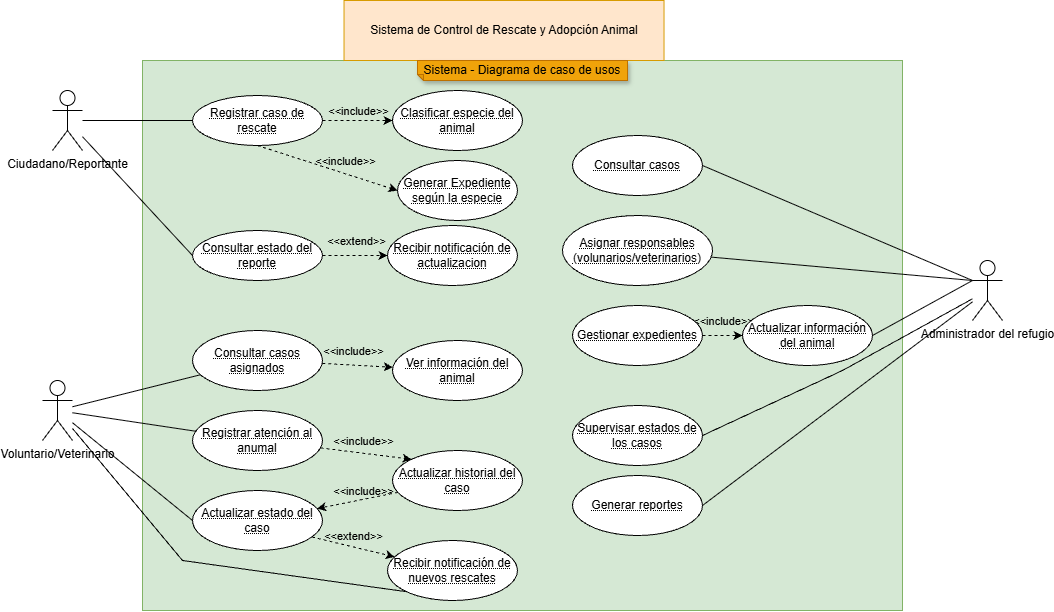 Sistema de Control de Rescate y Adopción Animal
Sistema - Diagrama de caso de usos
Ciudadano/Reportante
Registrar caso de
rescate
<<include>>
Clasificar especie del
animal
<<include>>
Generar Expediente
según la especie
Consultar estado del
reporte
<<extend>>
Recibir notificación de
actualizacion
Consultar casos
Asignar responsables
(volunarios/veterinarios)
Gestionar expedientes
<<include>>
Actualizar información
del animal
Administrador del refugio
Supervisar estados de
los casos
Generar reportes
Voluntario/Veterinario
Consultar casos
asignados
<<include>>
Ver información del
animal
Registrar atención al
anumal
<<include>>
Actualizar historial del
caso
<<include>>
Actualizar estado del
caso
<<extend>>
Recibir notificación de
nuevos rescates